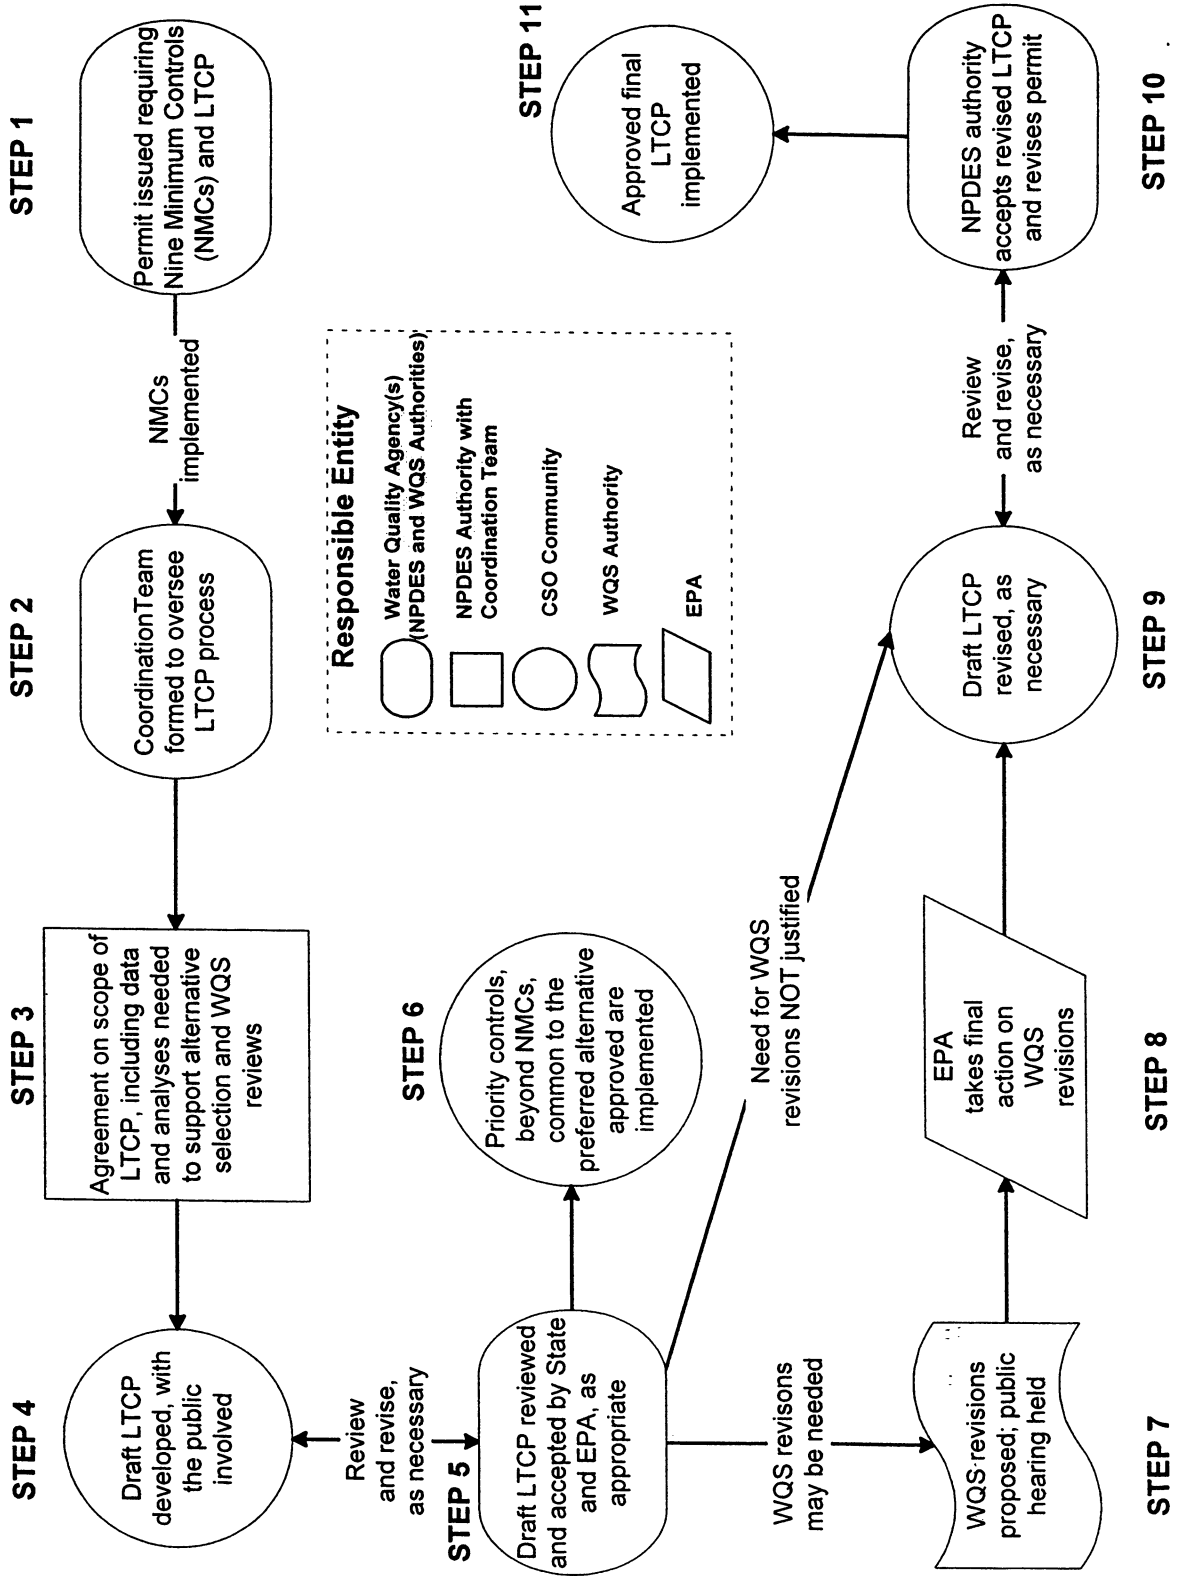 STEP 1
Permit issued requiring
Nine Minimum Controls
(NMCs) and LTCP
NMCs
implemented
STEP 2
CoordinationTeam
formed to oversee
LTCP process
STEP 3
Agreement on scope of
LTCP, including data
and analyses needed
to support alternative
selection and WQS
reviews
STEP 4
Draft LTCP
developed, with
the public
involved
Review
and revise,
as necessary
STEP 5
Draft LTCP reviewed
and accepted by State
and EPA, as
appropriate
STEP 6
Priority controls,
beyond NMCs,
common to the
preferred alternative
approved are
implemented
WQS revisons
may be needed
Need for WQS
revisions NOT justified
STEP 7
WQS revisions
proposed; public
hearing held
STEP 8
EPA
takes final
action on
WQS
revisions
STEP 9
Draft LTCP
revised, as
necessary
Review
and revise,
as necessary
STEP 10
NPDES authority
accepts revised LTCP
and revises permit
STEP 11
Approved final
LTCP
implemented
Responsible Entity
Water Quality Agency(s)
(NPDES and WQS Authorities)
NPDES Authority with
Coordination Team
CSO Community
WQS Authority
EPA